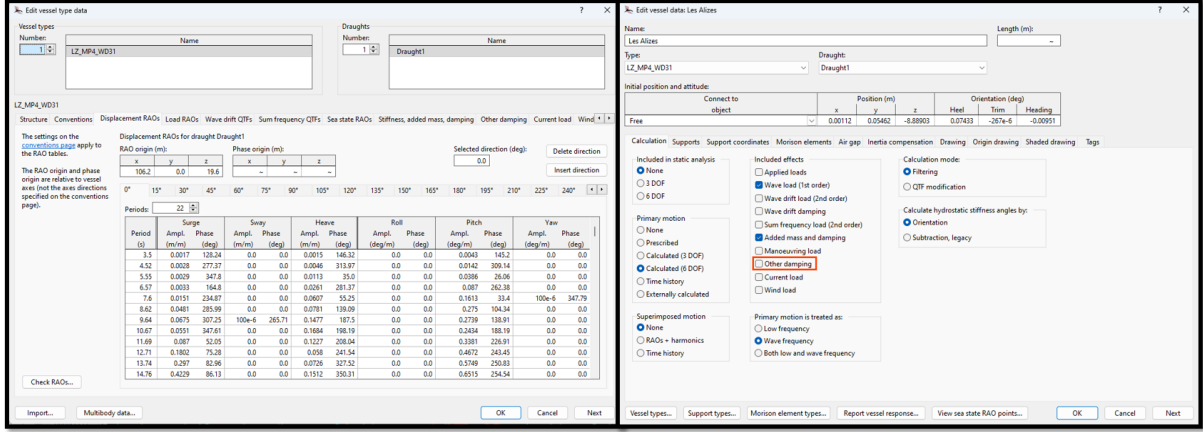 Edit vessel type data ? ×
Vessel types
Number: Name
1 LZ_MP4_WD31
Draughts
Number: Name
1 Draught1
LZ_MP4_WD31
Structure Conventions Displacement RAOs Load RAOs Wave drift QTFs Sum frequency QTFs Sea state RAOs Stiffness, added mass, damping Other damping Current load Wind
The settings on the
conventions page apply to
the RAO tables.
The RAO origin and phase
origin are relative to vessel
axes (not the axes directions
specified on the conventions
page).
Displacement RAOs for draught Draught1
RAO origin (m): Phase origin (m): Selected direction (deg): Delete direction
x y z x y z 0.0
106.2 0.0 19.6 ~ ~ ~ Insert direction
0° 15° 30° 45° 60° 75° 90° 105° 120° 135° 150° 165° 180° 195° 210° 225° 240°
Periods: 22
Surge Sway Heave Roll Pitch Yaw
Period Ampl. Phase Ampl. Phase Ampl. Phase Ampl. Phase Ampl. Phase Ampl. Phase
(s) (m/m) (deg) (m/m) (deg) (m/m) (deg) (deg/m) (deg) (deg/m) (deg) (deg/m) (deg)
3.5 0.0017 128.24 0.0 0.0 0.0015 146.32 0.0 0.0 0.0043 145.2 0.0 0.0
4.52 0.0028 277.37 0.0 0.0 0.0046 313.97 0.0 0.0 0.0142 309.14 0.0 0.0
5.55 0.0029 347.8 0.0 0.0 0.0113 35.0 0.0 0.0 0.0386 26.06 0.0 0.0
6.57 0.0033 164.8 0.0 0.0 0.0261 281.37 0.0 0.0 0.087 262.38 0.0 0.0
7.6 0.0151 234.87 0.0 0.0 0.0607 55.25 0.0 0.0 0.1613 33.4 100e-6 347.79
8.62 0.0481 285.99 0.0 0.0 0.0781 139.09 0.0 0.0 0.275 104.34 0.0 0.0
9.64 0.0675 307.25 100e-6 265.71 0.1477 187.5 0.0 0.0 0.2739 138.91 0.0 0.0
10.67 0.0551 347.61 0.0 0.0 0.1684 198.19 0.0 0.0 0.2434 188.19 0.0 0.0
11.69 0.087 52.05 0.0 0.0 0.1227 208.04 0.0 0.0 0.3381 226.91 0.0 0.0
12.71 0.1802 75.28 0.0 0.0 0.058 241.54 0.0 0.0 0.4672 243.45 0.0 0.0
13.74 0.297 82.96 0.0 0.0 0.0726 327.52 0.0 0.0 0.5749 250.83 0.0 0.0
14.76 0.4229 86.13 0.0 0.0 0.1512 350.31 0.0 0.0 0.6515 254.54 0.0 0.0
Check RAOs...
Import... Multibody data... OK Cancel Next
Edit vessel data: Les Alizes ? ×
Name: Length (m):
Les Alizes ~
Type: Draught:
LZ_MP4_WD31 Draught1
Initial position and attitude:
Connect to Position (m) Orientation (deg)
object x y z Heel Trim Heading
Free 0.00112 0.05462 -8.88903 0.07433 -267e-6 -0.00951
Calculation Supports Support coordinates Morison elements Air gap Inertia compensation Drawing Origin drawing Shaded drawing Tags
Included in static analysis
None
3 DOF
6 DOF
Primary motion
None
Prescribed
Calculated (3 DOF)
Calculated (6 DOF)
Time history
Externally calculated
Superimposed motion
None
RAOs + harmonics
Time history
Included effects
Applied loads
Wave load (1st order)
Wave drift load (2nd order)
Wave drift damping
Sum frequency load (2nd order)
Added mass and damping
Manoeuvring load
Other damping
Current load
Wind load
Primary motion is treated as:
Low frequency
Wave frequency
Both low and wave frequency
Calculation mode:
Filtering
QTF modification
Calculate hydrostatic stiffness angles by:
Orientation
Subtraction, legacy
Vessel types... Support types... Morison element types... Report vessel response... View sea state RAO points... OK Cancel Next